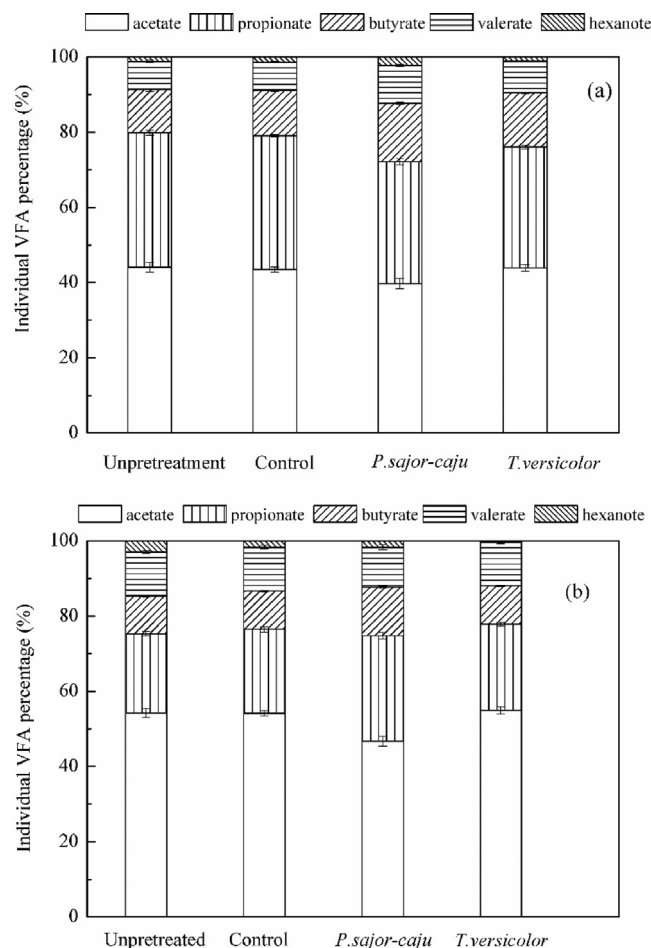 acetate propionate butyrate valerate hexanote
100
80
60
40
20
0
Individual VFA percentage (%)
(a)
Unpretreatment Control P.sajor-caju T.versicolor
acetate propionate butyrate valerate hexanote
100
80
60
40
20
0
Individual VFA percentage (%)
(b)
Unpretreated Control P.sajor-caju T.versicolor